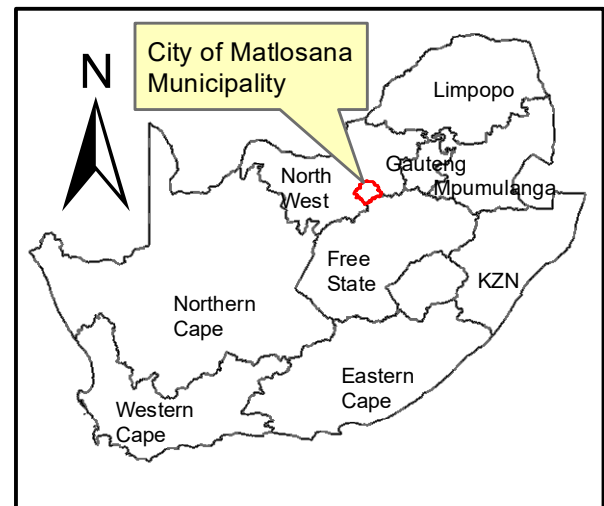 City of Matlosana
Municipality
N
Limpopo
Gauteng
Mpumulanga
North
West
Free
State
KZN
Northern
Cape
Eastern
Cape
Western
Cape